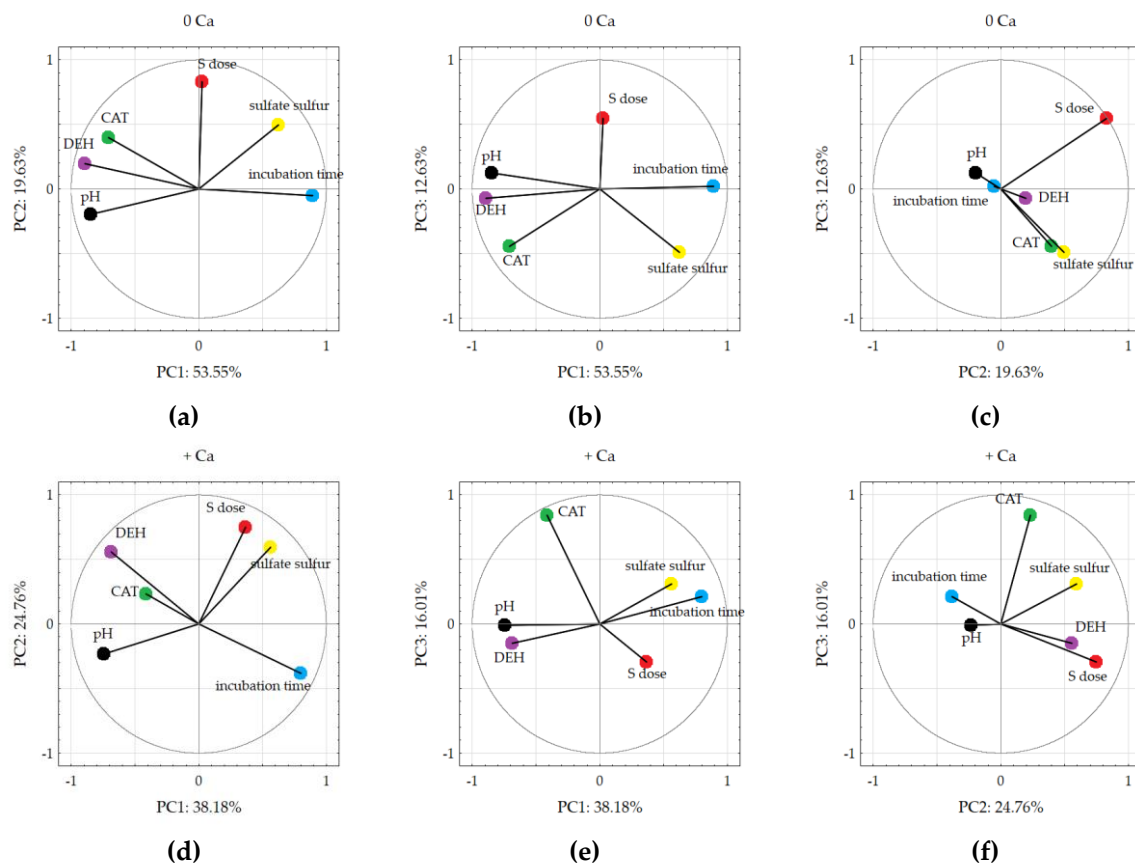 0 Ca
1
S dose
sulfate sulfur
CAT
DEH
incubation time
pH
0
-1
-1
0
1
PC2: 19.63%
PC1: 53.55%
(a)
0 Ca
1
S dose
pH
incubation time
0
DEH
CAT
sulfate sulfur
-1
-1
0
1
PC3: 12.63%
PC1: 53.55%
(b)
0 Ca
1
S dose
pH
0
incubation time
DEH
CAT
sulfate sulfur
-1
-1
0
1
PC3: 12.63%
PC2: 19.63%
(c)
+ Ca
1
S dose
DEH
sulfate sulfur
CAT
0
pH
incubation time
-1
-1
0
1
PC2: 24.76%
PC1: 38.18%
(d)
+ Ca
1
CAT
sulfate sulfur
incubation time
pH
0
DEH
S dose
-1
-1
0
1
PC3: 16.01%
PC1: 38.18%
(e)
+ Ca
1
CAT
incubation time
sulfate sulfur
0
pH
DEH
S dose
-1
-1
0
1
PC3: 16.01%
PC2: 24.76%
(f)